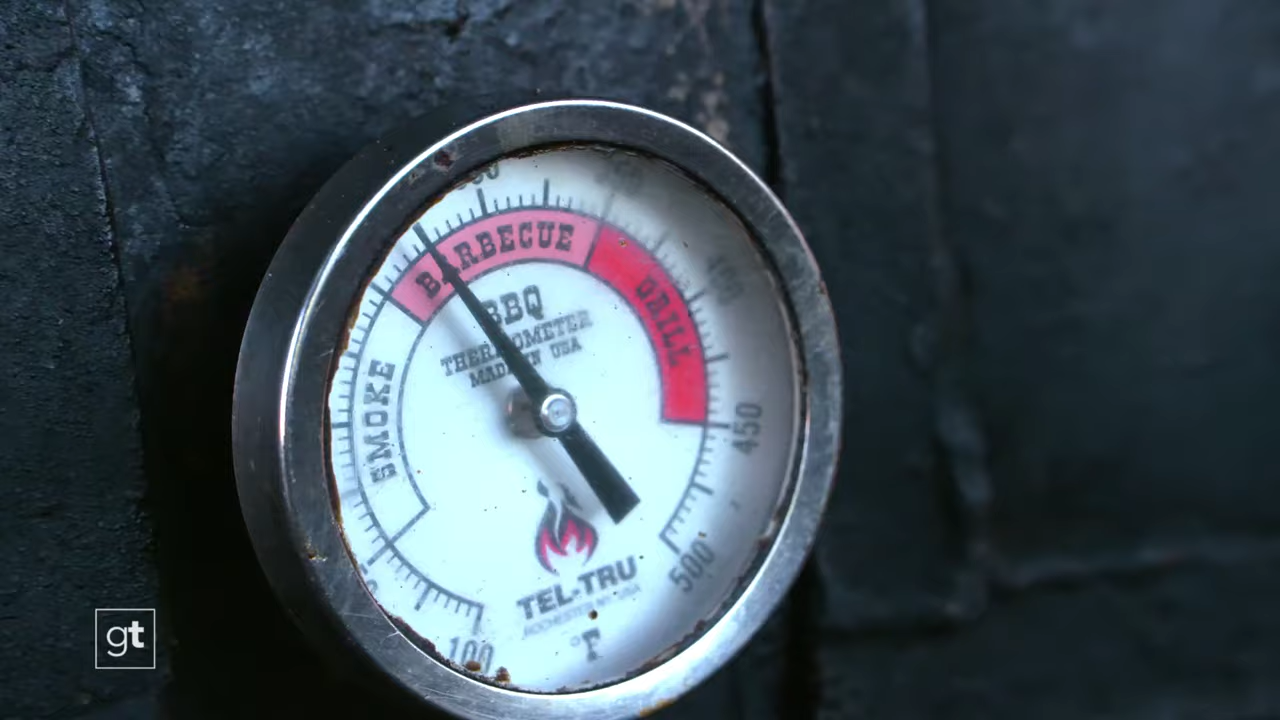 BARBECUE
GRILL
SMOKE
BBQ
THERMOMETER
MADE IN USA
450
500
TEL-TRU
°F
100
gt